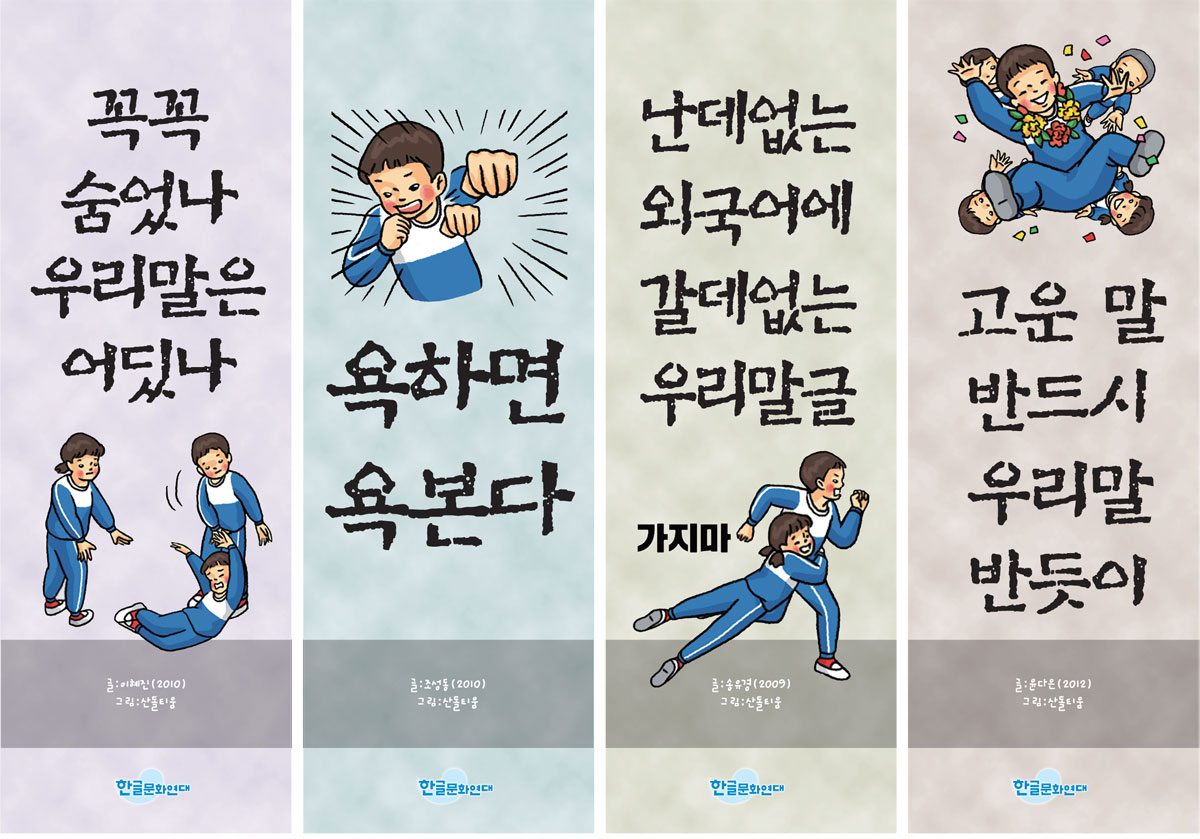 꼭꼭
숨었나
우리말은
어딨나
글:이혜진(2010)
그림:산돌티움
한글문화연대
욕하면
욕본다
글:조성동(2010)
그림:산돌티움
한글문화연대
난데없는
외국어에
갈데없는
우리말글
가지마
글:송유경(2009)
그림:산돌티움
한글문화연대
고운 말
반드시
우리말
반듯이
글:윤다은(2012)
그림:산돌티움
한글문화연대